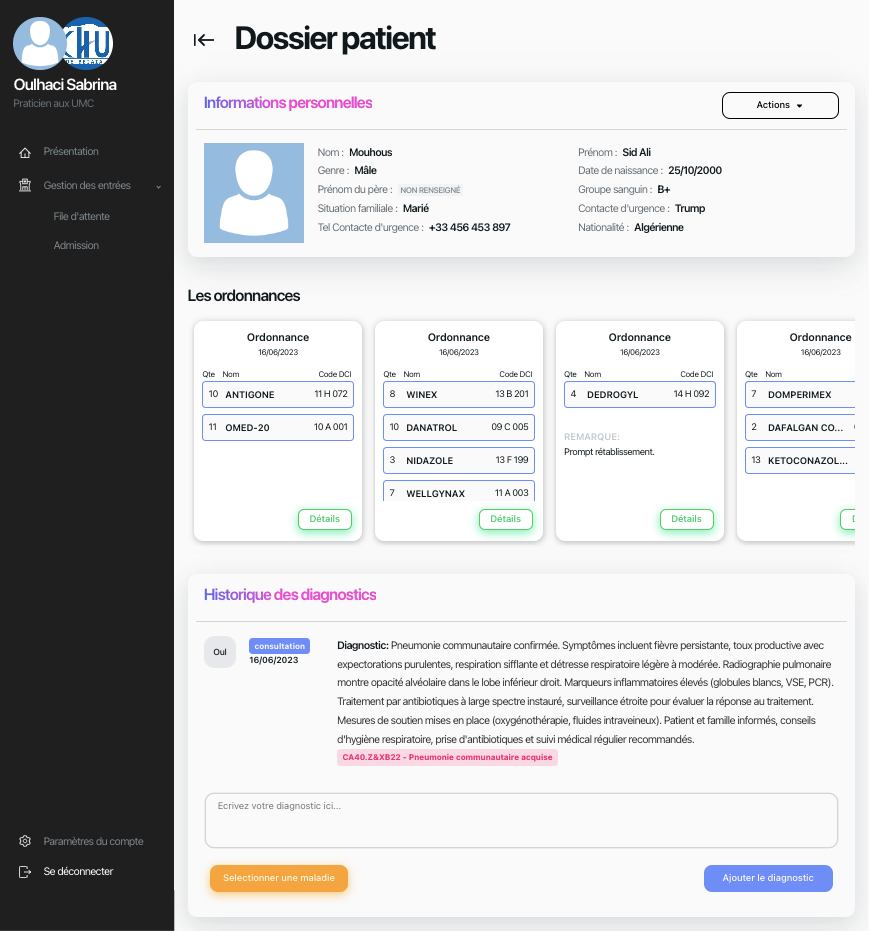 CHU
Oulhaci Sabrina
Praticien aux UMC
Présentation
Gestion des entrées
File d'attente
Admission
Paramètres du compte
Se déconnecter
Dossier patient
Informations personnelles
Actions
Nom : Mouhous
Prénom : Sid Ali
Genre : Mâle
Date de naissance : 25/10/2000
Prénom du père : NON RENSEIGNÉ
Groupe sanguin : B+
Situation familiale : Marié
Contacte d'urgence : Trump
Tel Contacte d'urgence : +33 456 453 897
Nationalité : Algérienne
Les ordonnances
Ordonnance
16/06/2023
Qte Nom Code DCI
10 ANTIGONE 11 H 072
11 OMED-20 10 A 001
Détails
Ordonnance
16/06/2023
Qte Nom Code DCI
8 WINEX 13 B 201
10 DANATROL 09 C 005
3 NIDAZOLE 13 F 199
7 WELLGYNAX 11 A 003
Détails
Ordonnance
16/06/2023
Qte Nom Code DCI
4 DEDROGYL 14 H 092
REMARQUE:
Prompt rétablissement.
Détails
Ordonnance
16/06/2023
Qte Nom
7 DOMPERIMEX
2 DAFALGAN CO...
13 KETOCONAZOL...
Historique des diagnostics
Oul
consultation
16/06/2023
Diagnostic: Pneumonie communautaire confirmée. Symptômes incluent fièvre persistante, toux productive avec
expectorations purulentes, respiration sifflante et détresse respiratoire légère à modérée. Radiographie pulmonaire
montre opacité alvéolaire dans le lobe inférieur droit. Marqueurs inflammatoires élevés (globules blancs, VSE, PCR).
Traitement par antibiotiques à large spectre instauré, surveillance étroite pour évaluer la réponse au traitement.
Mesures de soutien mises en place (oxygénothérapie, fluides intraveineux). Patient et famille informés, conseils
d'hygiène respiratoire, prise d'antibiotiques et suivi médical régulier recommandés.
CA40.Z&XB22 - Pneumonie communautaire acquise
Ecrivez votre diagnostic ici...
Selectionner une maladie
Ajouter le diagnostic